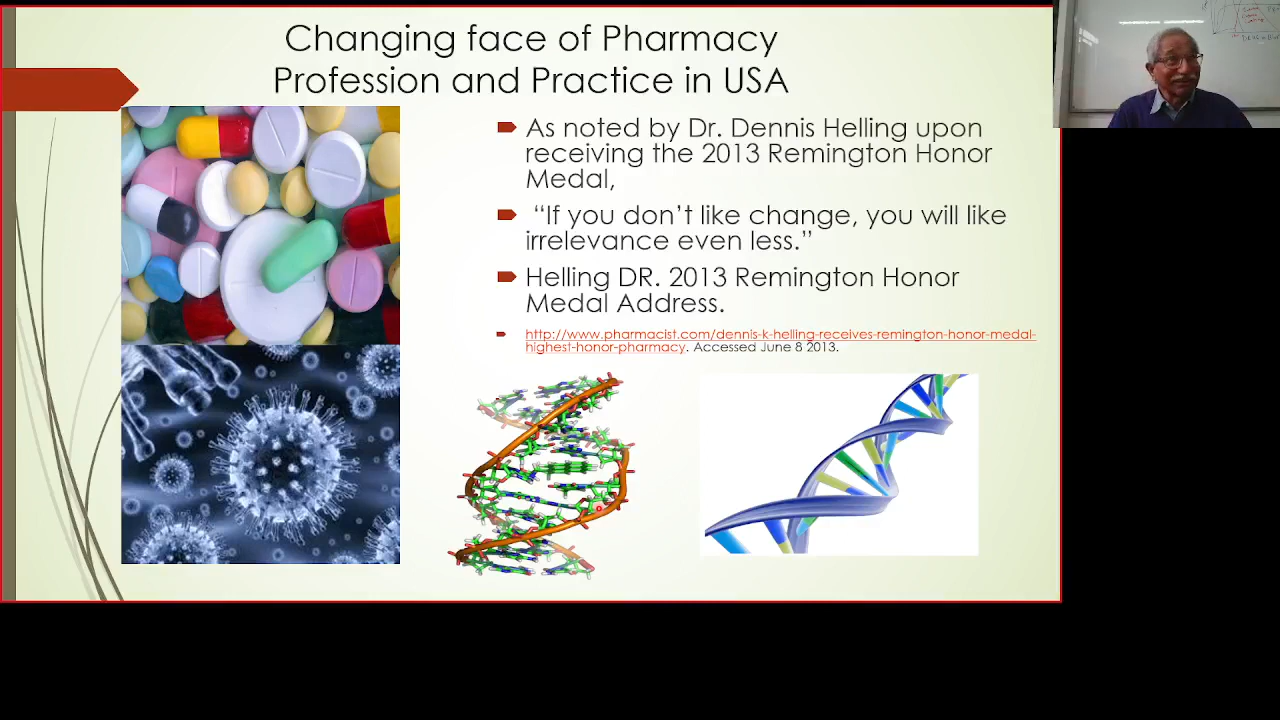 Changing face of Pharmacy
Profession and Practice in USA
As noted by Dr. Dennis Helling upon
receiving the 2013 Remington Honor
Medal,
“If you don’t like change, you will like
irrelevance even less.”
Helling DR. 2013 Remington Honor
Medal Address.
http://www.pharmacist.com/dennis-k-helling-receives-remington-honor-medal-
highest-honor-pharmacy. Accessed June 8 2013.